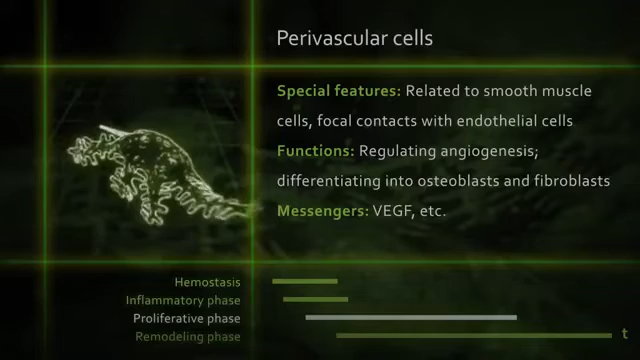 Perivascular cells
Special features: Related to smooth muscle
cells, focal contacts with endothelial cells
Functions: Regulating angiogenesis;
differentiating into osteoblasts and fibroblasts
Messengers: VEGF, etc.
Hemostasis
Inflammatory phase
Proliferative phase
Remodeling phase
t